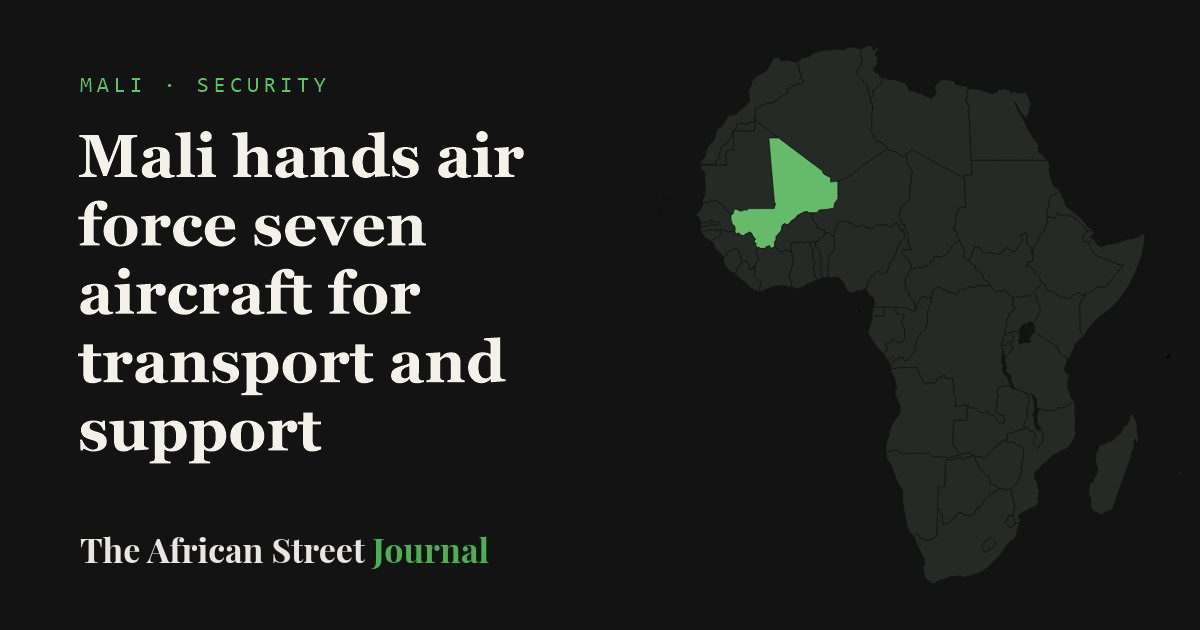 MALI · SECURITY
Mali hands air
force seven
aircraft for
transport and
support
The African Street Journal